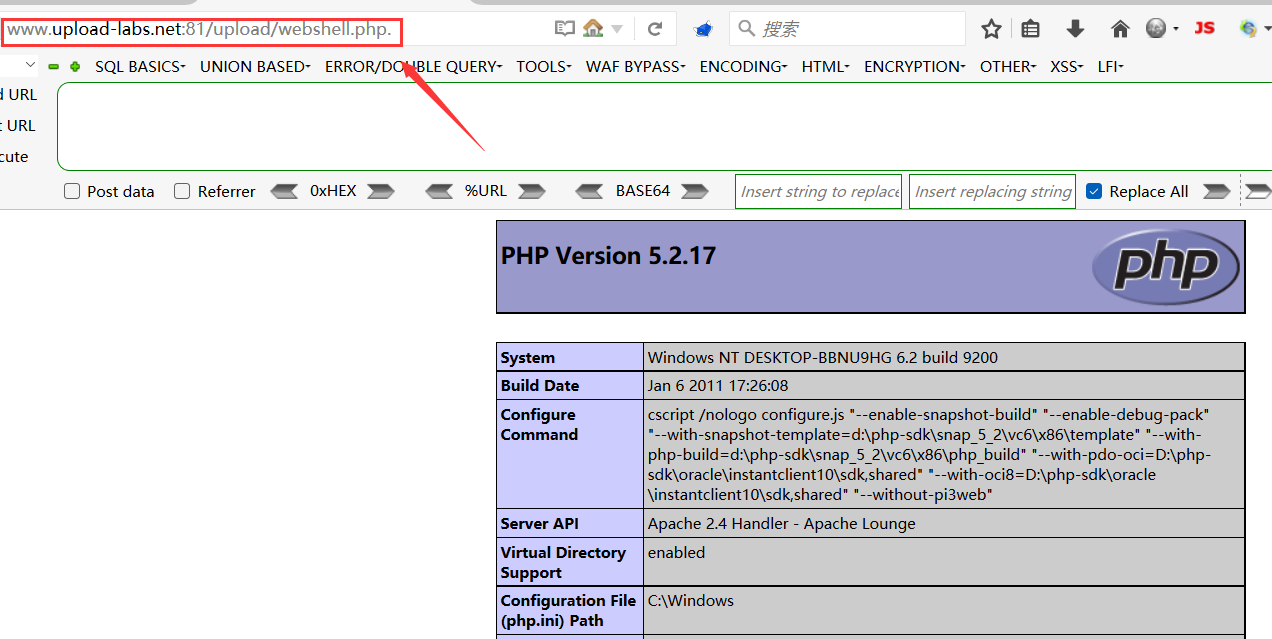 www.upload-labs.net:81/upload/webshell.php.
搜索
JS
SQL BASICS UNION BASED ERROR/DOUBLE QUERY TOOLS WAF BYPASS ENCODING HTML ENCRYPTION OTHER XSS LFI
d URL
t URL
cute
Post data Referrer 0xHEX %URL BASE64 Insert string to replace Insert replacing string Replace All
PHP Version 5.2.17
php
System Windows NT DESKTOP-BBNU9HG 6.2 build 9200
Build Date Jan 6 2011 17:26:08
Configure Command cscript /nologo configure.js "--enable-snapshot-build" "--enable-debug-pack"
"--with-snapshot-template=d:\php-sdk\snap_5_2\vc6\x86\template" "--with-
php-build=d:\php-sdk\snap_5_2\vc6\x86\php_build" "--with-pdo-oci=D:\php-
sdk\oracle\instantclient10\sdk,shared" "--with-oci8=D:\php-sdk\oracle
\instantclient10\sdk,shared" "--without-pi3web"
Server API Apache 2.4 Handler - Apache Lounge
Virtual Directory Support enabled
Configuration File (php.ini) Path C:\Windows